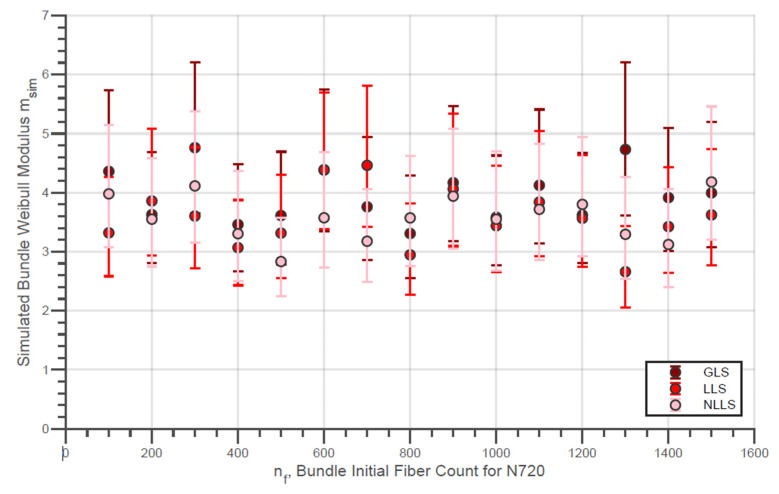 7
6
5
4
3
2
1
0
Simulated Bundle Weibull Modulus m_sim
GLS
LLS
NLLS
0 200 400 600 800 1000 1200 1400 1600
n_f, Bundle Initial Fiber Count for N720